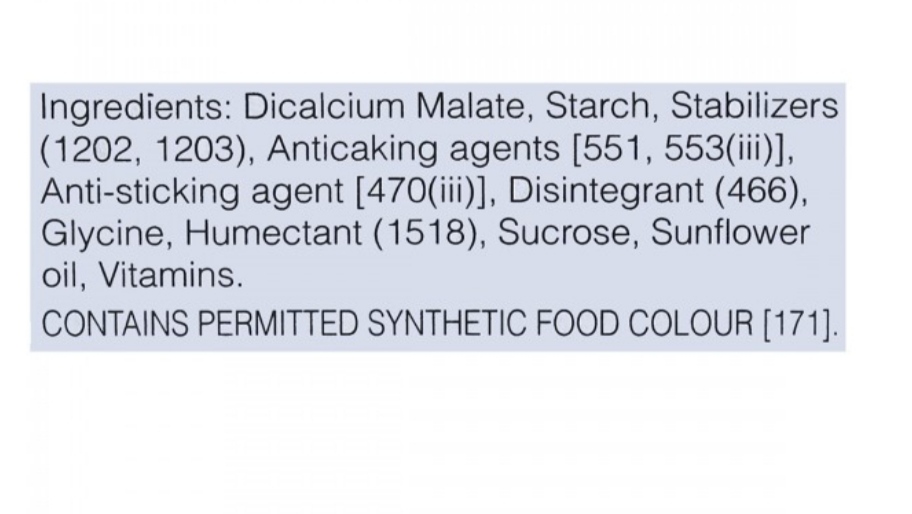 Ingredients: Dicalcium Malate, Starch, Stabilizers
(1202, 1203), Anticaking agents [551, 553(iii)],
Anti-sticking agent [470(iii)], Disintegrant (466),
Glycine, Humectant (1518), Sucrose, Sunflower
oil, Vitamins.
CONTAINS PERMITTED SYNTHETIC FOOD COLOUR [171].